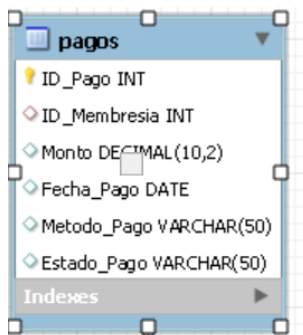 pagos
ID_Pago INT
ID_Membresia INT
Monto DECIMAL(10,2)
Fecha_Pago DATE
Metodo_Pago VARCHAR(50)
Estado_Pago VARCHAR(50)
Indexes